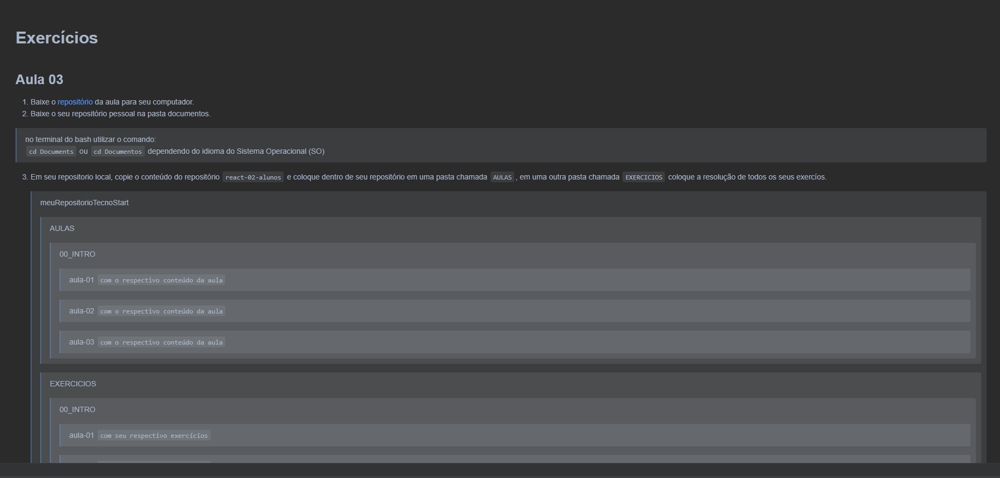 Exercícios
Aula 03
1. Baixe o repositório da aula para seu computador.
2. Baixe o seu repositório pessoal na pasta documentos.
no terminal do bash utilizar o comando:
cd Documents ou cd Documentos dependendo do idioma do Sistema Operacional (SO)
3. Em seu repositorio local, copie o conteúdo do repositório react-02-alunos e coloque dentro de seu repositório em uma pasta chamada AULAS , em uma outra pasta chamada EXERCICIOS coloque a resolução de todos os seus exercíos.
meuRepositorioTecnoStart
AULAS
00_INTRO
aula-01 com o respectivo conteúdo da aula
aula-02 com o respectivo conteúdo da aula
aula-03 com o respectivo conteúdo da aula
EXERCICIOS
00_INTRO
aula-01 com seu respectivo exercícios